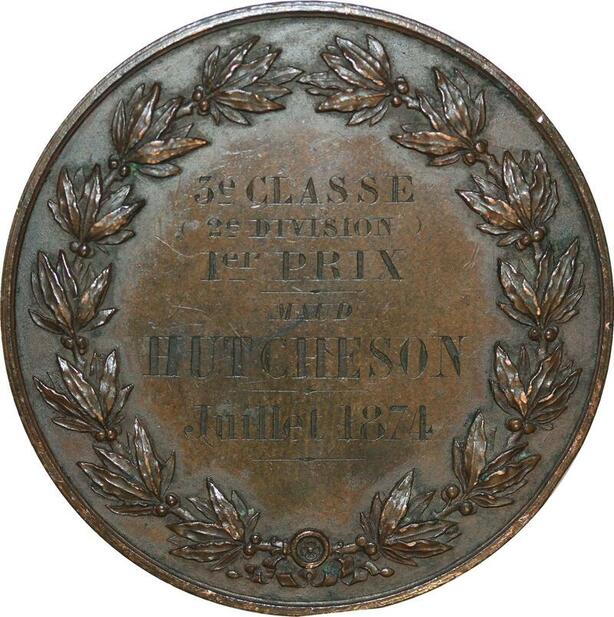 3e CLASSE
( 2e DIVISION )
1er PRIX
MAUD
HUTCHESON
Juillet 1874